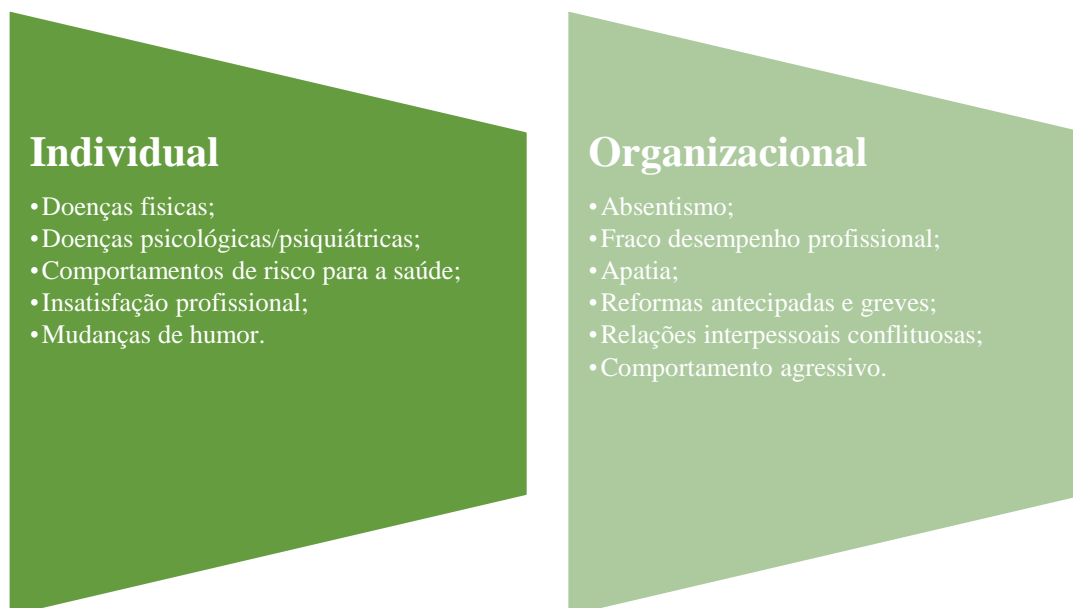 Individual
•Doenças fisicas;
•Doenças psicológicas/psiquiátricas;
•Comportamentos de risco para a saúde;
•Insatisfação profissional;
•Mudanças de humor.
Organizacional
•Absentismo;
•Fraco desempenho profissional;
•Apatia;
•Reformas antecipadas e greves;
•Relações interpessoais conflituosas;
•Comportamento agressivo.